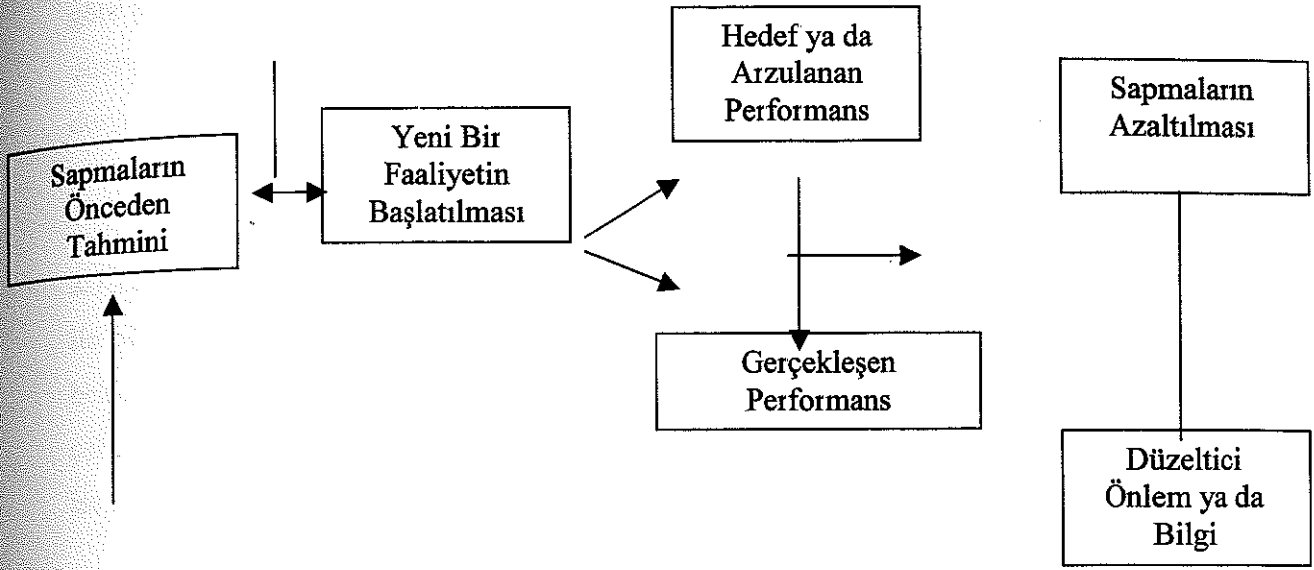 Sapmaların
Önceden
Tahmini
Yeni Bir
Faaliyetin
Başlatılması
Hedef ya da
Arzulanan
Performans
Gerçekleşen
Performans
Sapmaların
Azaltılması
Düzeltici
Önlem ya da
Bilgi